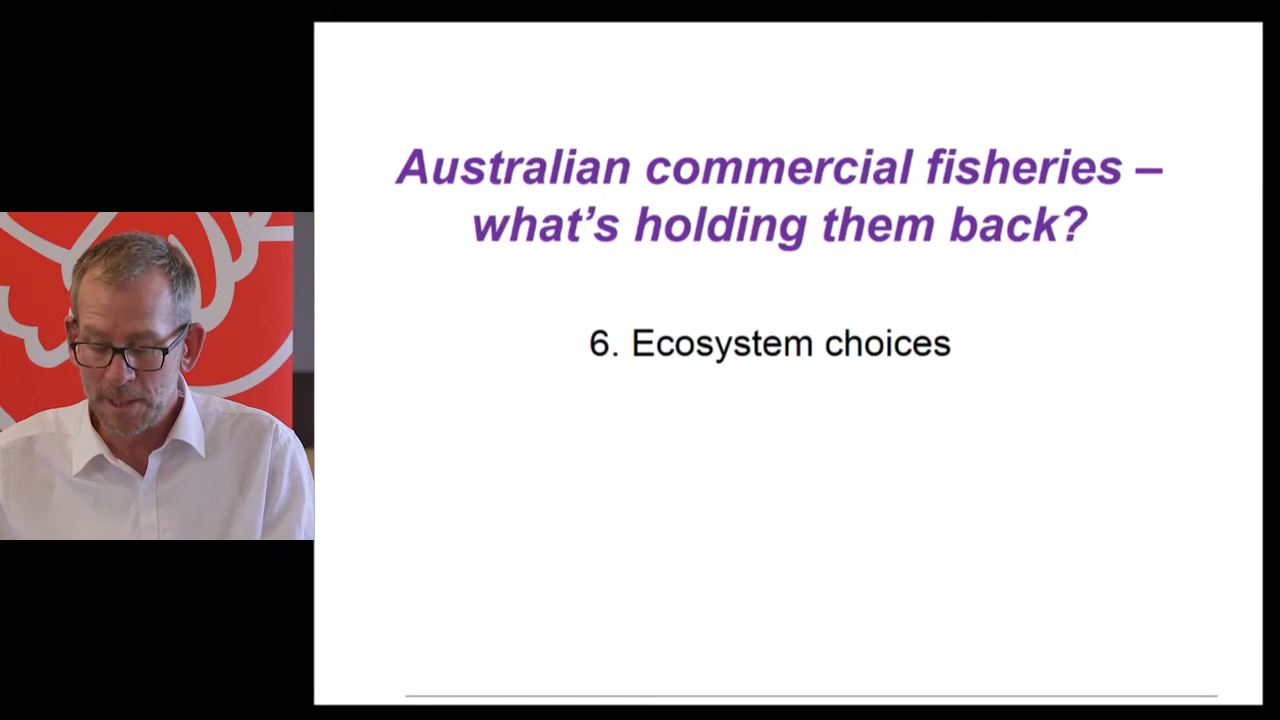 Australian commercial fisheries –
what’s holding them back?
6. Ecosystem choices